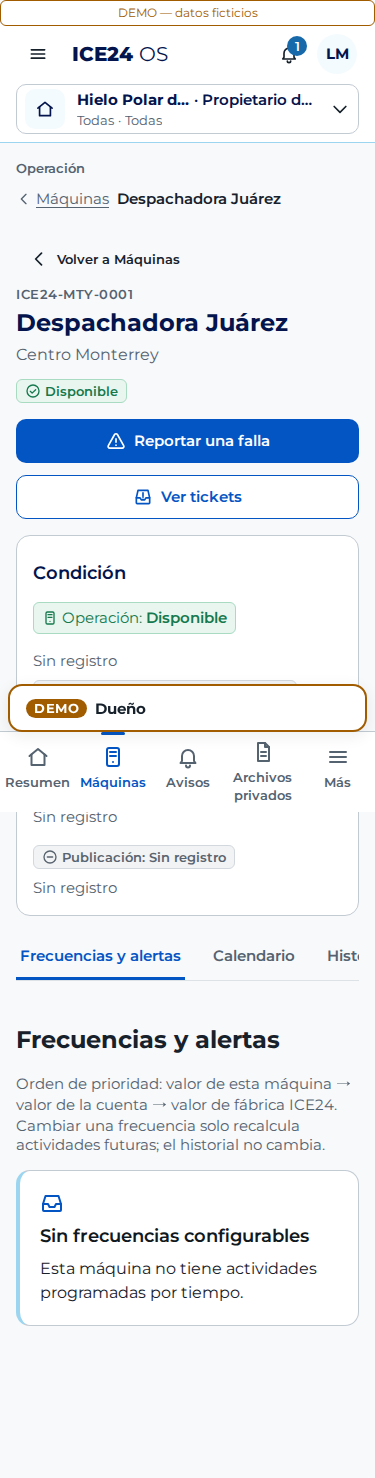 DEMO — datos ficticios
ICE24 OS
1
LM
Hielo Polar d... · Propietario d...
Todas · Todas
Operación
Máquinas Despachadora Juárez
Volver a Máquinas
ICE24-MTY-0001
Despachadora Juárez
Centro Monterrey
Disponible
Reportar una falla
Ver tickets
Condición
Operación: Disponible
Sin registro
DEMO Dueño
Resumen
Máquinas
Avisos
Archivos privados
Más
Sin registro
Publicación: Sin registro
Sin registro
Frecuencias y alertas Calendario
Frecuencias y alertas
Orden de prioridad: valor de esta máquina →
valor de la cuenta → valor de fábrica ICE24.
Cambiar una frecuencia solo recalcula
actividades futuras; el historial no cambia.
Sin frecuencias configurables
Esta máquina no tiene actividades
programadas por tiempo.